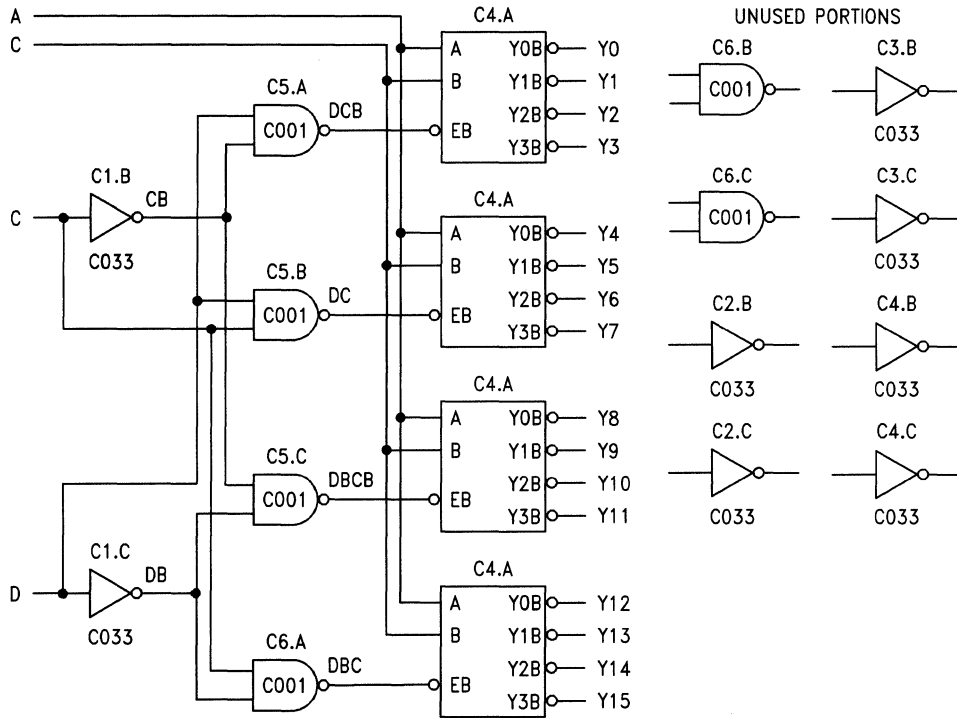 A
C
C4.A
A
B
EB
Y0B
Y1B
Y2B
Y3B
Y0
Y1
Y2
Y3
C5.A
C001
DCB
C1.B
C
CB
C033
C4.A
A
B
EB
Y0B
Y1B
Y2B
Y3B
Y4
Y5
Y6
Y7
C5.B
C001
DC
C4.A
A
B
EB
Y0B
Y1B
Y2B
Y3B
Y8
Y9
Y10
Y11
C5.C
C001
DBCB
C1.C
D
DB
C033
C4.A
A
B
EB
Y0B
Y1B
Y2B
Y3B
Y12
Y13
Y14
Y15
C6.A
C001
DBC
UNUSED PORTIONS
C6.B
C001
C3.B
C033
C6.C
C001
C3.C
C033
C2.B
C033
C4.B
C033
C2.C
C033
C4.C
C033